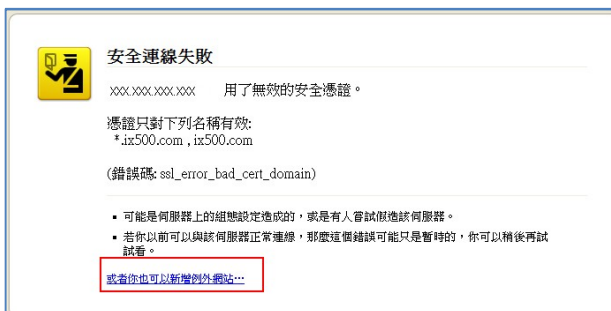 安全連線失敗
xxx.xxx.xxx.xxx 用了無效的安全憑證。
憑證只對下列名稱有效:
*.ix500.com , ix500.com
(錯誤碼: ssl_error_bad_cert_domain)
▪ 可能是伺服器上的組態設定造成的，或是有人嘗試假造該伺服器。
▪ 若你以前可以與該伺服器正常連線，那麼這個錯誤可能只是暫時的，你可以稍後再試
試看。
或者你也可以新增例外網站…